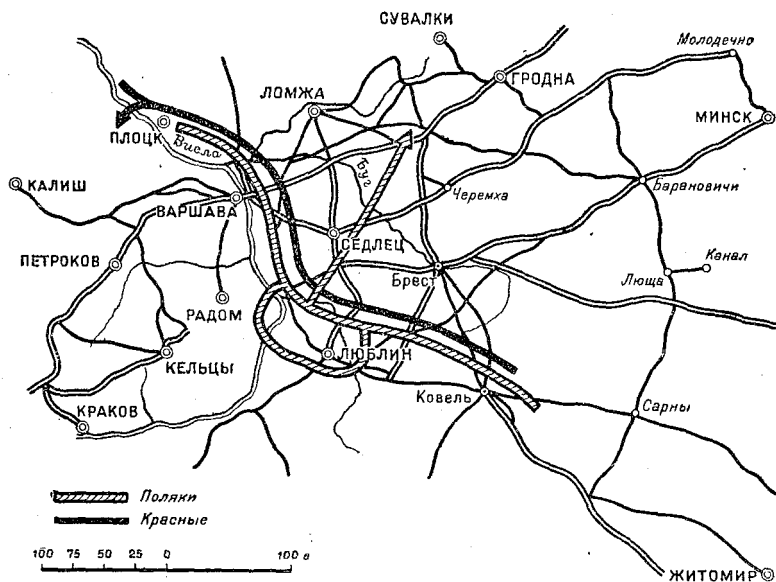 СУВАЛКИ
Молодечно
ГРОДНА
ЛОМЖА
МИНСК
ПЛОЦК
Висла
Буг
КАЛИШ
Черемха
Барановичи
ВАРШАВА
СЕДЛЕЦ
ПЕТРОКОВ
Брест
Канал
Люща
РАДОМ
ЛЮБЛИН
КЕЛЬЦЫ
Ковель
Сарны
КРАКОВ
Поляки
Красные
100 75 50 25 0 100 в
ЖИТОМИР